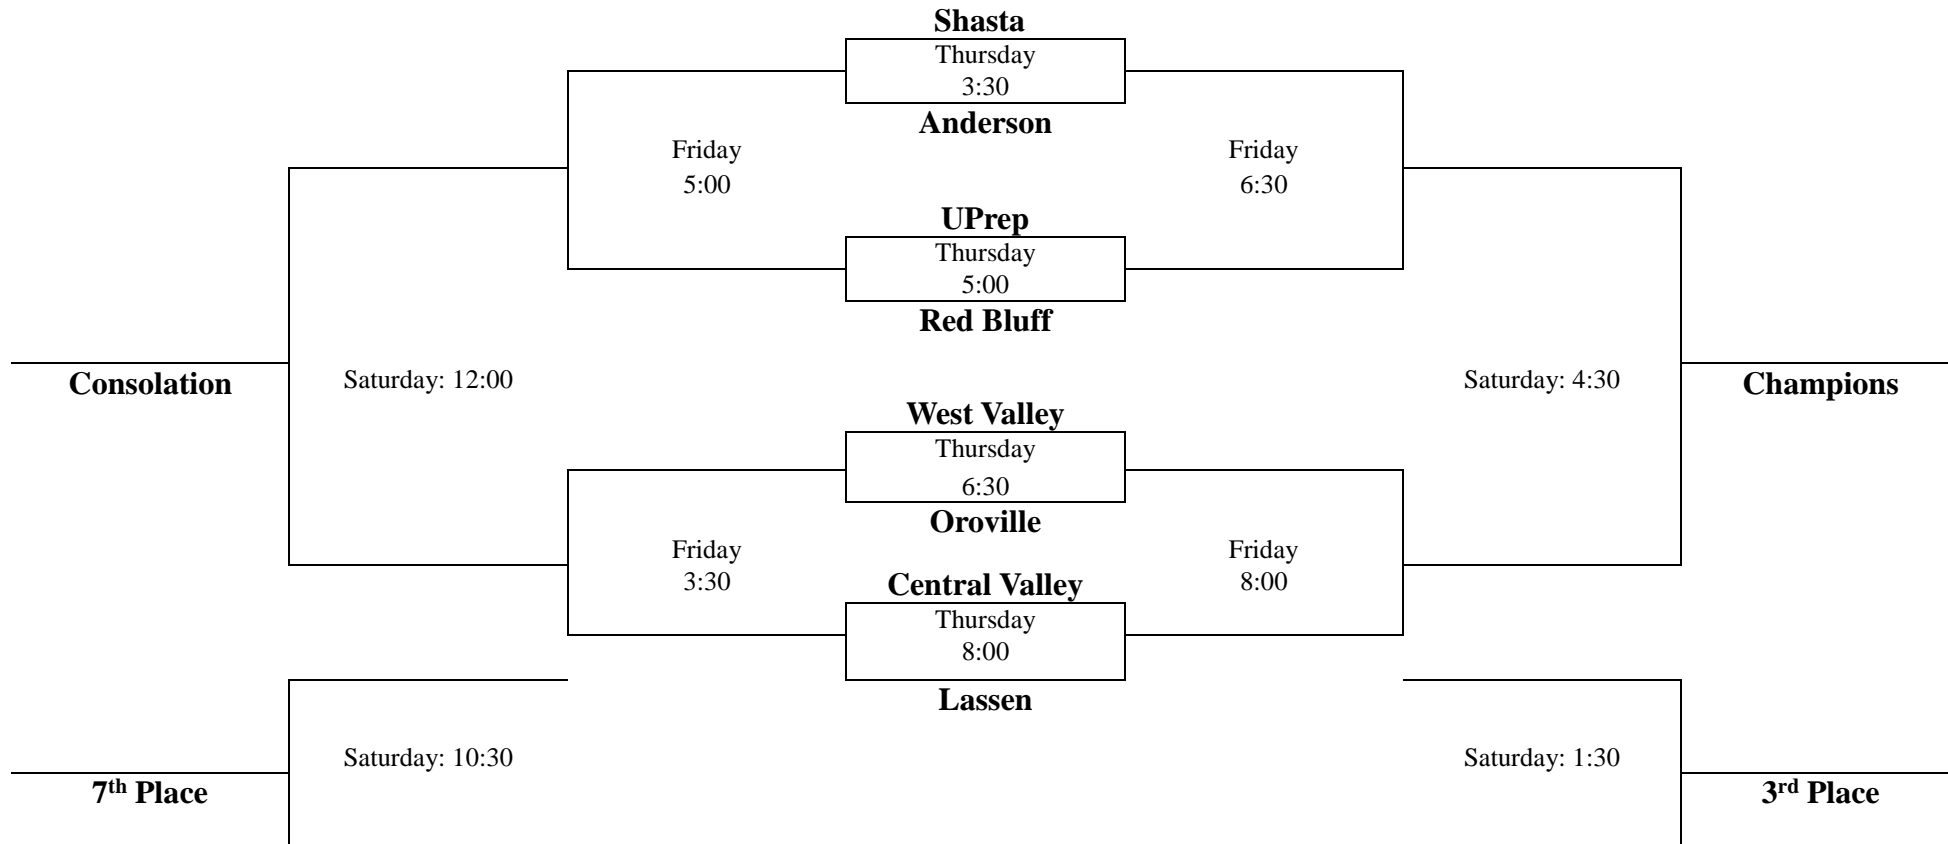 Shasta
Thursday
3:30
Anderson
Friday
5:00
Friday
6:30
UPrep
Thursday
5:00
Red Bluff
Consolation
Saturday: 12:00
Saturday: 4:30
Champions
West Valley
Thursday
6:30
Oroville
Friday
3:30
Friday
8:00
Central Valley
Thursday
8:00
Lassen
Saturday: 10:30
Saturday: 1:30
7th Place
3rd Place